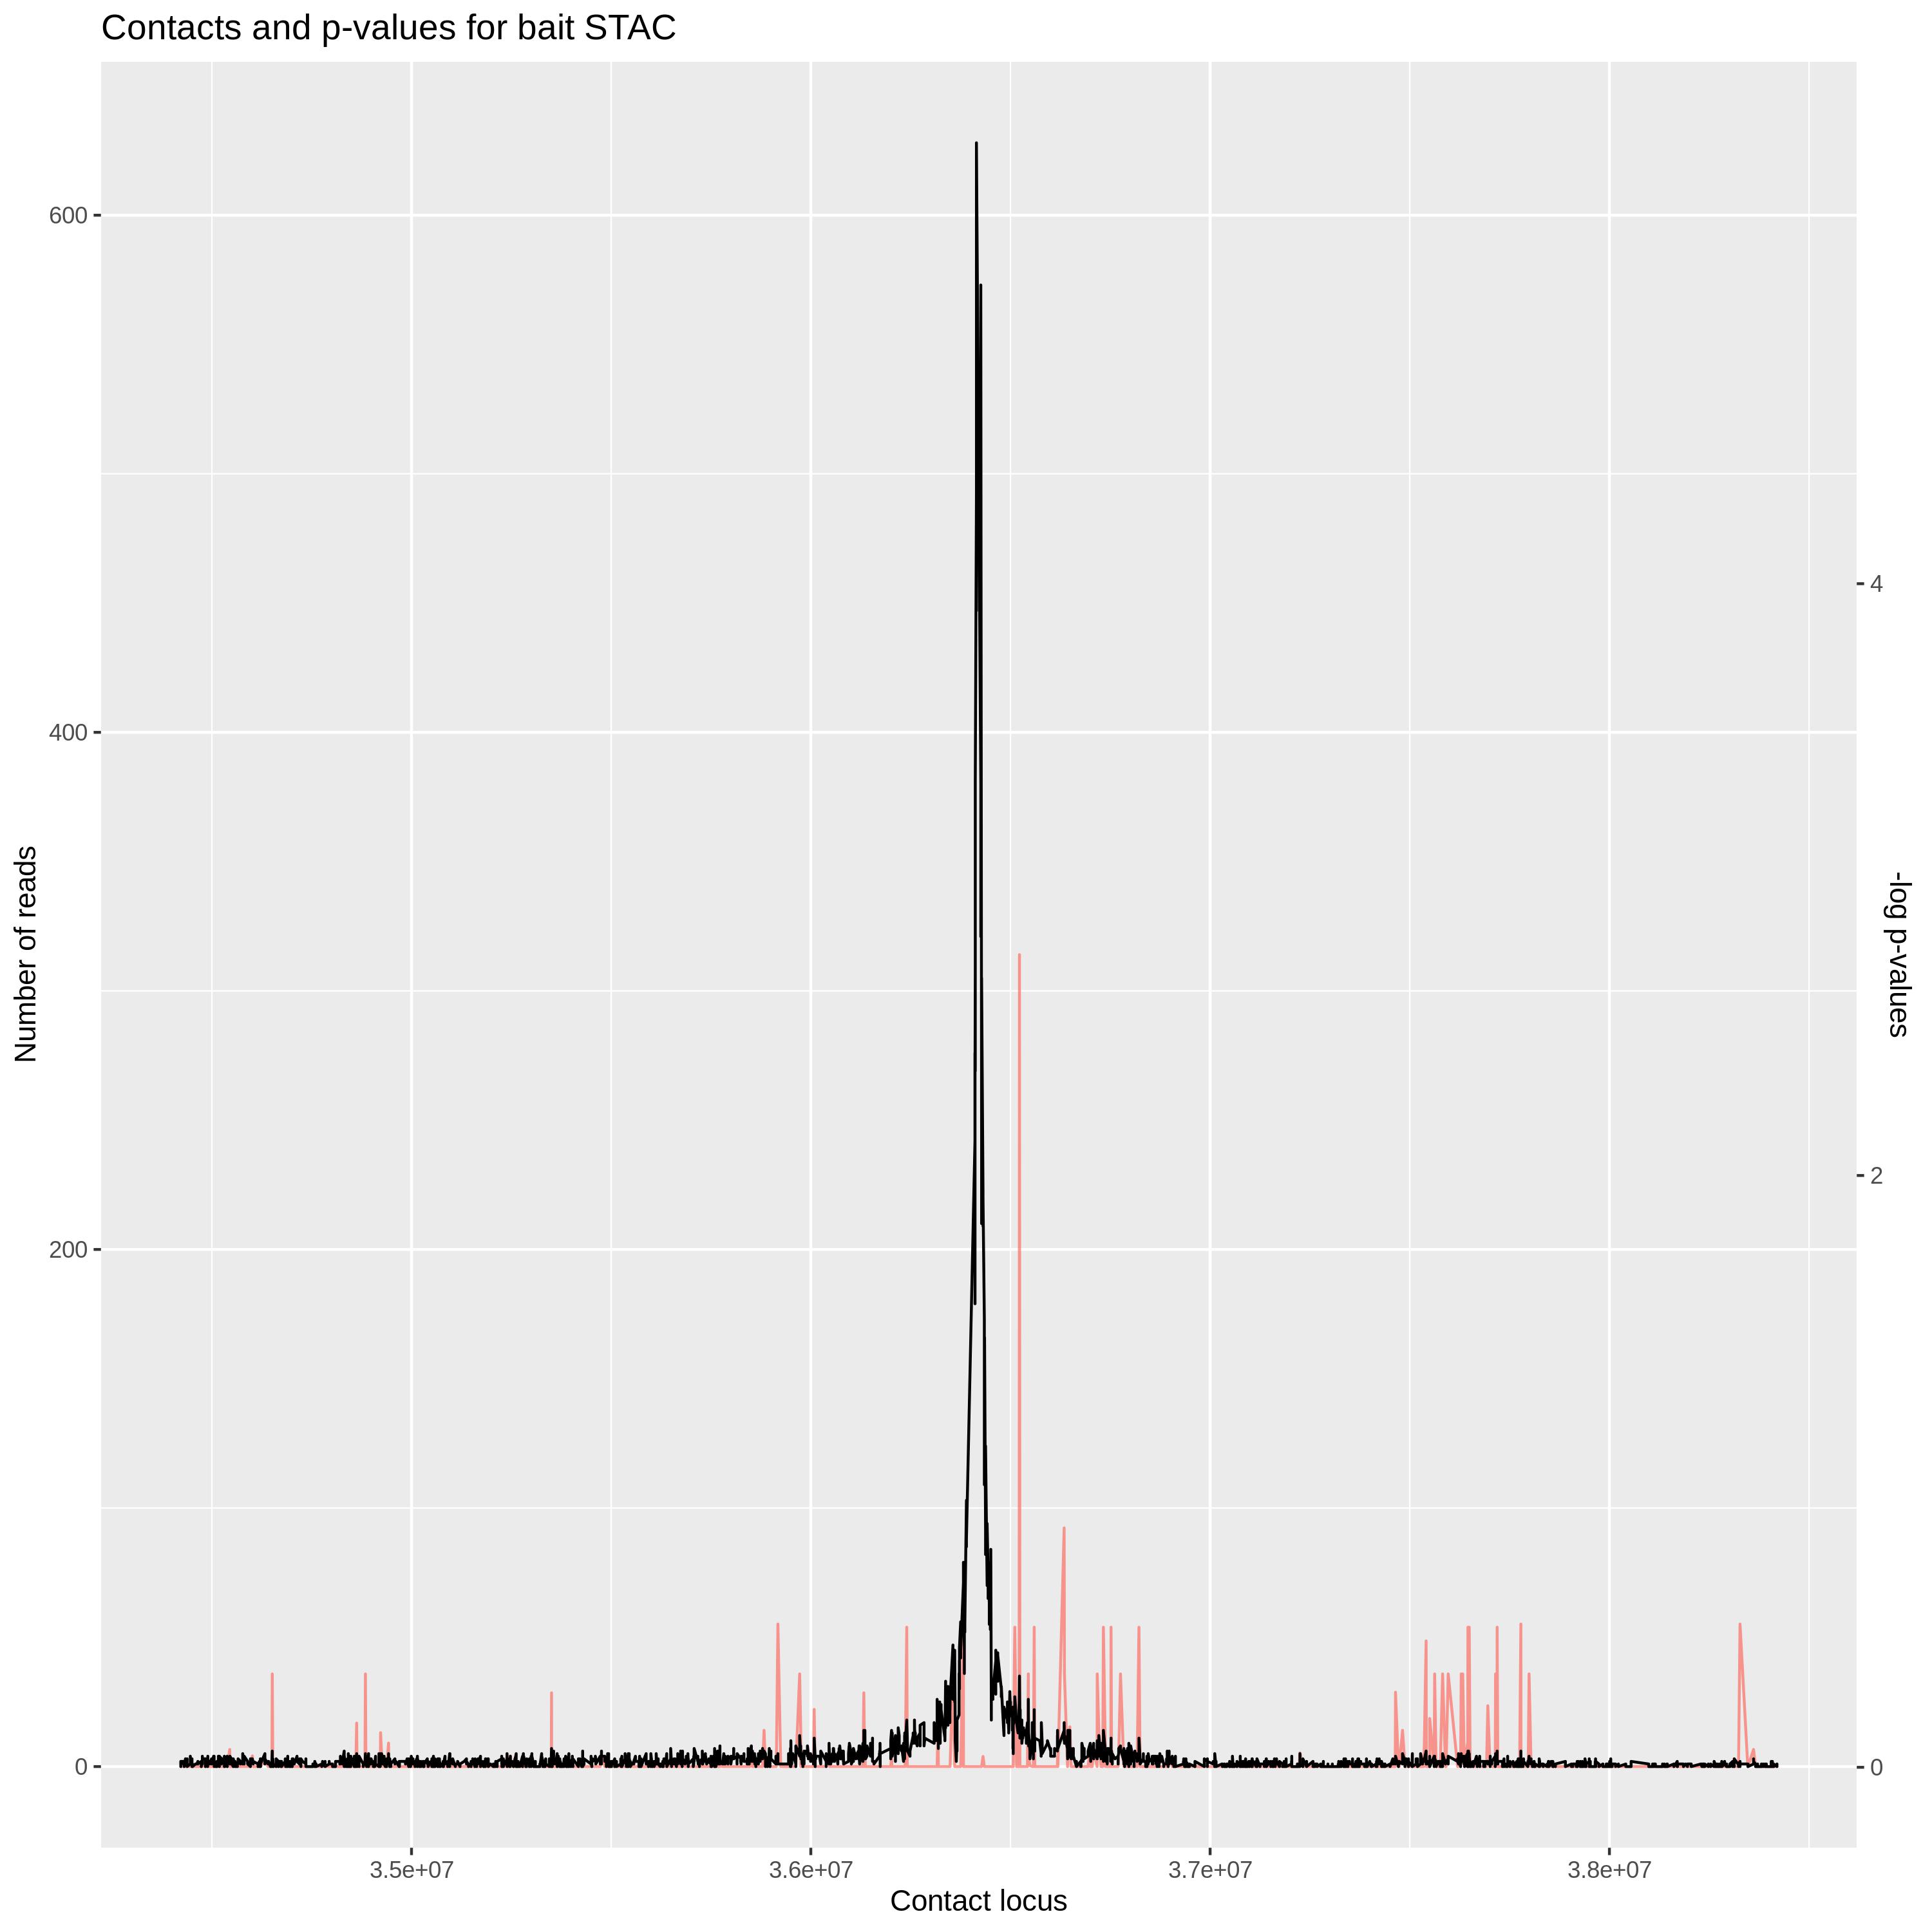 Contacts and p-values for bait STAC
600
400
200
0
Number of reads
4
2
0
-log p-values
3.5e+07
3.6e+07
3.7e+07
3.8e+07
Contact locus